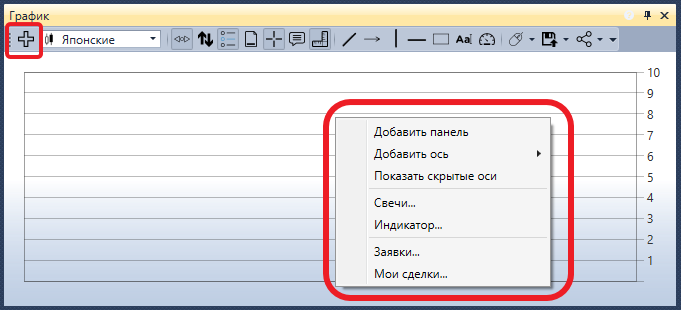 График
Японские
Aa
10
9
8
7
6
5
4
3
2
1
Добавить панель
Добавить ось
Показать скрытые оси
Свечи...
Индикатор...
Заявки...
Мои сделки...